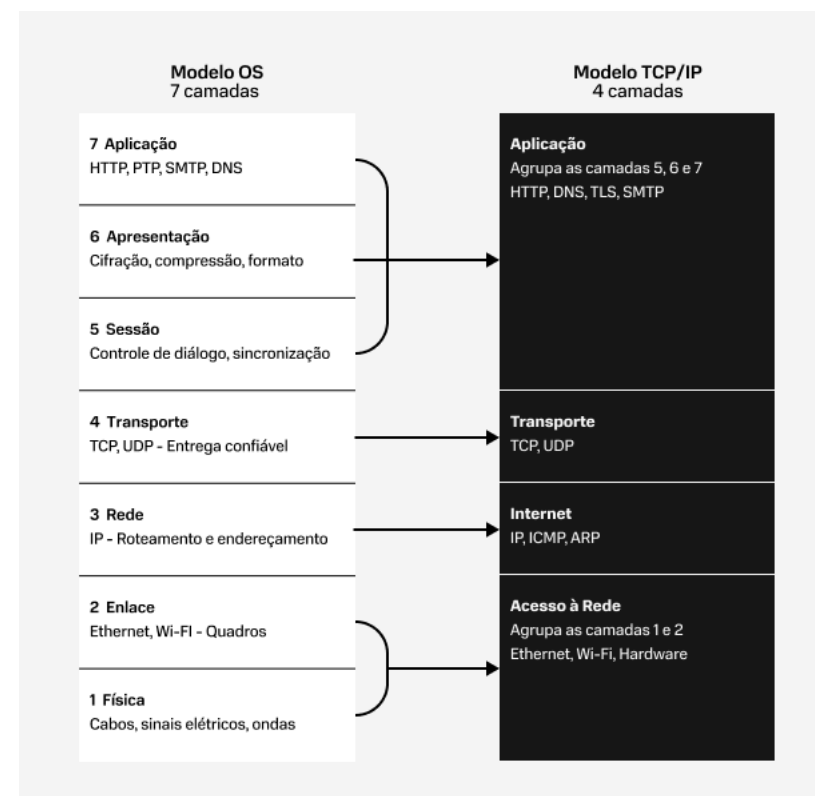 Modelo OS
7 camadas
7 Aplicação
HTTP, PTP, SMTP, DNS
6 Apresentação
Cifração, compressão, formato
5 Sessão
Controle de diálogo, sincronização
4 Transporte
TCP, UDP - Entrega confiável
3 Rede
IP - Roteamento e endereçamento
2 Enlace
Ethernet, Wi-FI - Quadros
1 Física
Cabos, sinais elétricos, ondas
Modelo TCP/IP
4 camadas
Aplicação
Agrupa as camadas 5, 6 e 7
HTTP, DNS, TLS, SMTP
Transporte
TCP, UDP
Internet
IP, ICMP, ARP
Acesso à Rede
Agrupa as camadas 1 e 2
Ethernet, Wi-Fi, Hardware